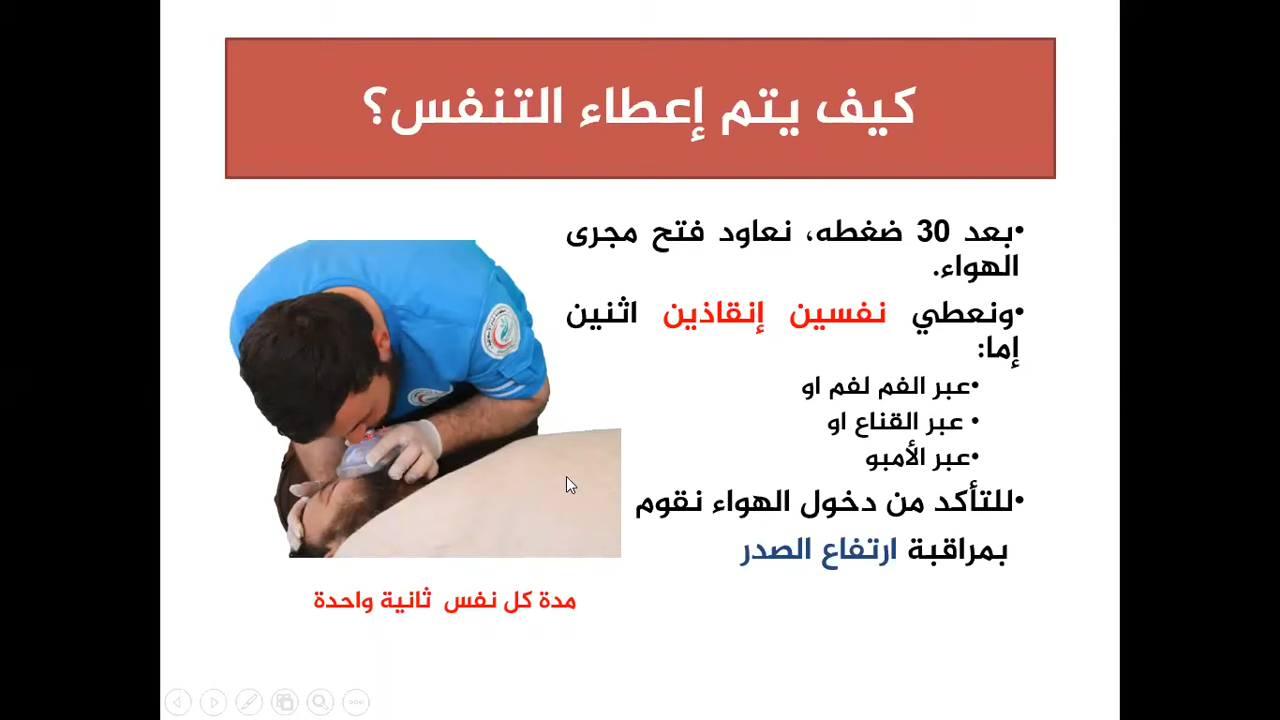 كيف يتم إعطاء التنفس؟
•بعد 30 ضغطه، نعاود فتح مجرى
الهواء.
•ونعطي نفسين إنقاذين اثنين
إما:
•عبر الفم لفم او
• عبر القناع او
•عبر الأمبو
•للتأكد من دخول الهواء نقوم
بمراقبة ارتفاع الصدر
مدة كل نفس ثانية واحدة